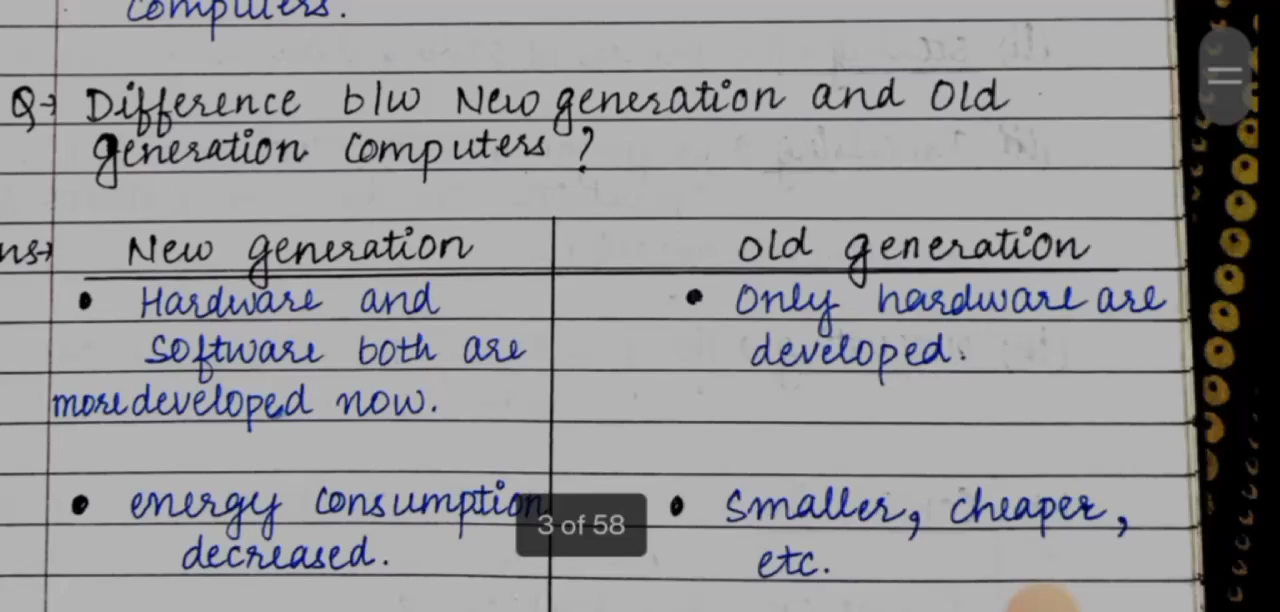 computers.
Q→ Difference b/w New generation and Old
generation computers?
ns→ New generation Old generation
• Hardware and • Only hardware are
software both are developed.
more developed now.
• energy consumption • Smaller, cheaper,
3 of 58
decreased. etc.